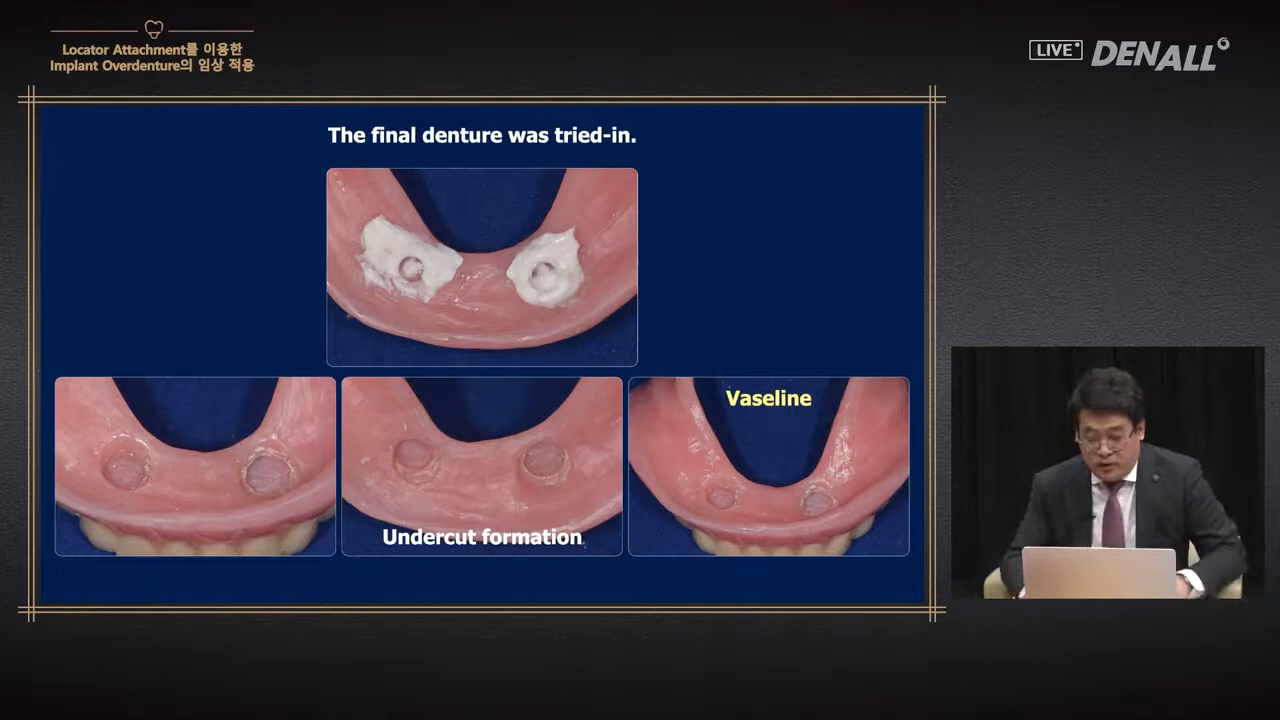 Locator Attachment를 이용한
Implant Overdenture의 임상 적용
LIVE
DENALL
The final denture was tried-in.
Vaseline
Undercut formation